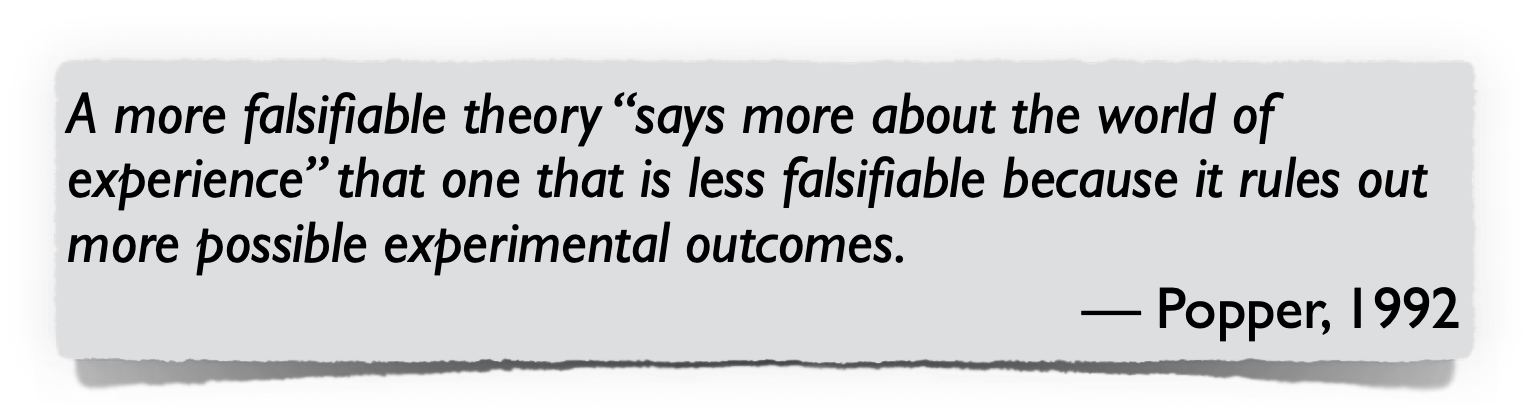 A more falsifiable theory “says more about the world of
experience” that one that is less falsifiable because it rules out
more possible experimental outcomes.
— Popper, 1992